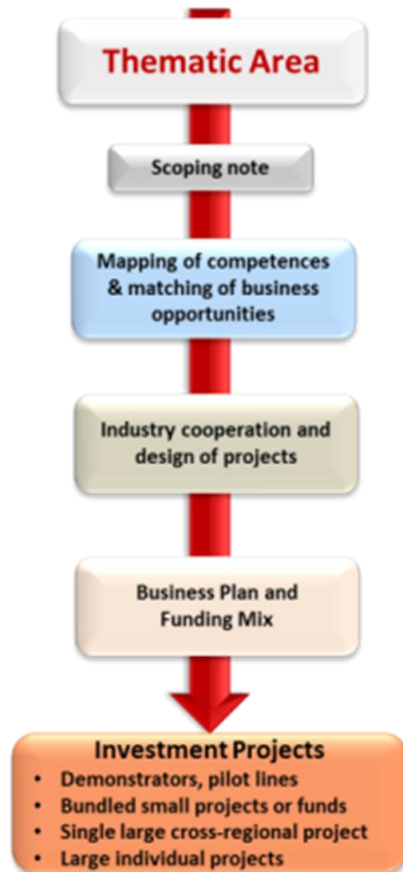 Thematic Area
Scoping note
Mapping of competences
& matching of business
opportunities
Industry cooperation and
design of projects
Business Plan and
Funding Mix
Investment Projects
• Demonstrators, pilot lines
• Bundled small projects or funds
• Single large cross-regional project
• Large individual projects